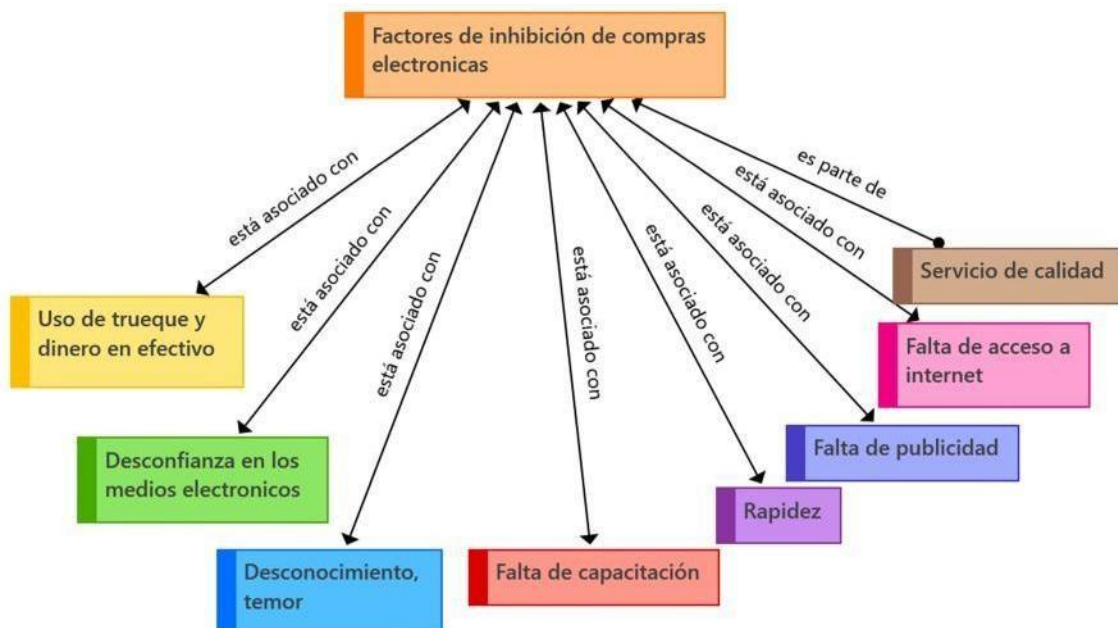 Factores de inhibición de compras
electronicas
está asociado con
está asociado con
está asociado con
está asociado con
está asociado con
está asociado con
está asociado con
es parte de
Uso de trueque y
dinero en efectivo
Desconfianza en los
medios electronicos
Desconocimiento,
temor
Falta de capacitación
Rapidez
Falta de publicidad
Falta de acceso a
internet
Servicio de calidad